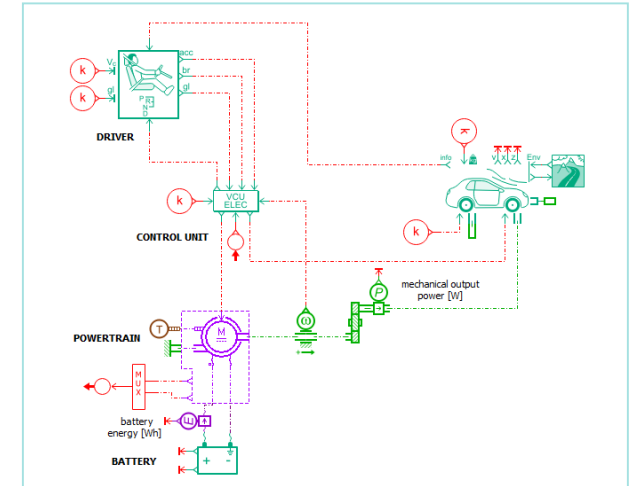 acc
k
Vc
br
k
gl
gl
P
R
N
D
DRIVER
k
info
v x z
Env
k
VCU
ELEC
k
CONTROL UNIT
mechanical output
power [W]
P
ω
T
M
POWERTRAIN
M
U
X
battery
energy [Wh]
BATTERY
+ -